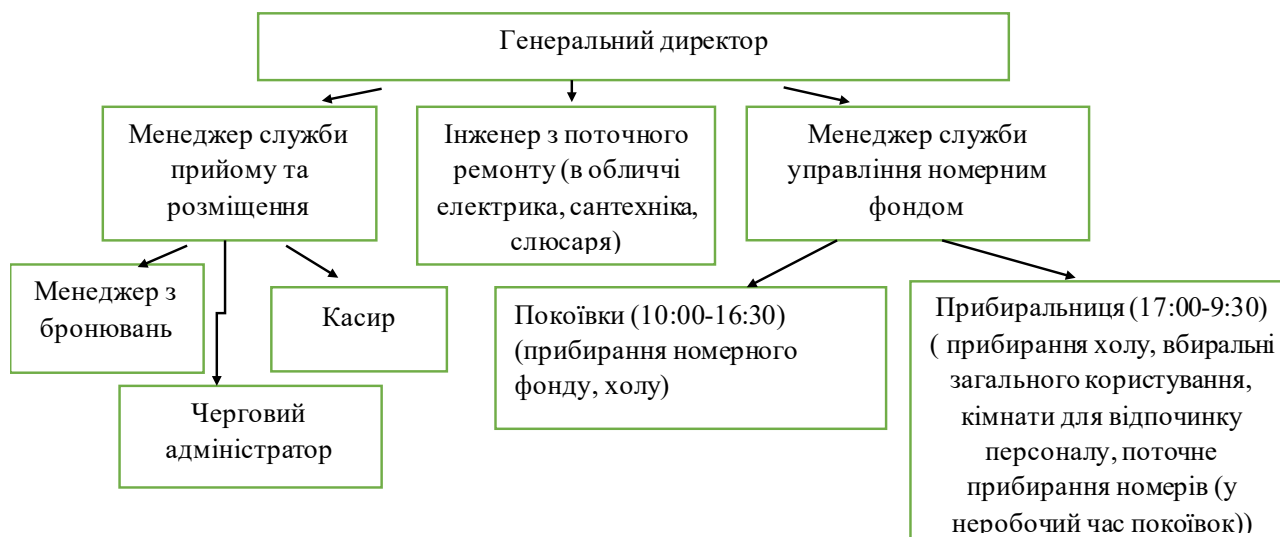 Генеральний директор
Менеджер служби
прийому та
розміщення
Інженер з поточного
ремонту (в обличчі
електрика, сантехніка,
слюсаря)
Менеджер служби
управління номерним
фондом
Менеджер з
бронювань
Касир
Черговий
адміністратор
Покоївки (10:00-16:30)
(прибирання номерного
фонду, холу)
Прибиральниця (17:00-9:30)
( прибирання холу, вбиральні
загального користування,
кімнати для відпочинку
персоналу, поточне
прибирання номерів (у
неробочий час покоївок))